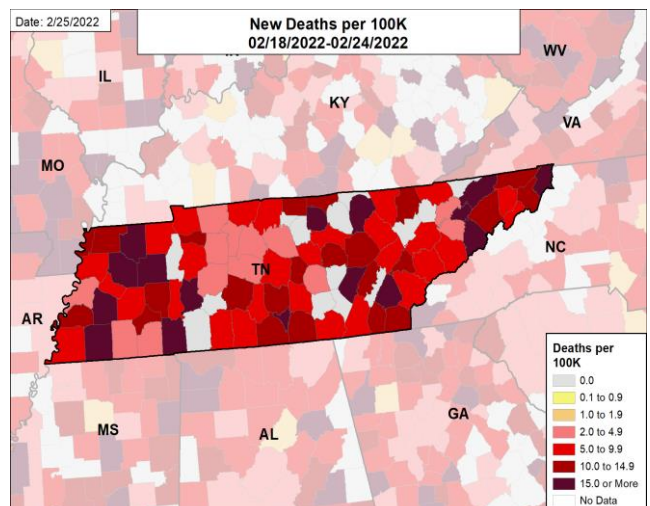 Date: 2/25/2022
New Deaths per 100K
02/18/2022-02/24/2022
WV
IL
KY
VA
MO
NC
TN
AR
MS
AL
GA
Deaths per
100K
0.0
0.1 to 0.9
1.0 to 1.9
2.0 to 4.9
5.0 to 9.9
10.0 to 14.9
15.0 or More
No Data